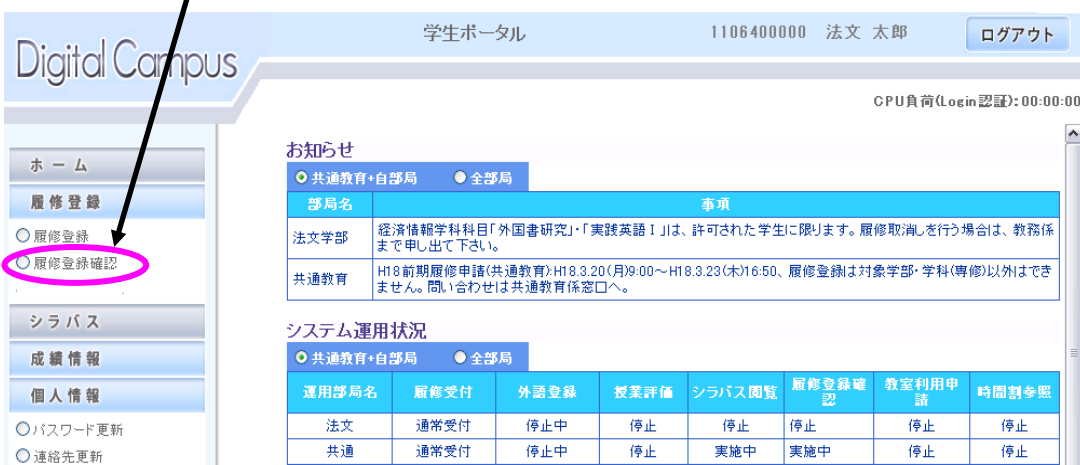 Digital Campus
学生ポータル
1106400000 法文 太郎
ログアウト
CPU負荷(Login認証):00:00:00
ホーム
履修登録
履修登録
履修登録確認
シラバス
成績情報
個人情報
パスワード更新
連絡先更新
お知らせ
共通教育+自部局 全部局
部局名 事項
法文学部 経済情報学科科目「外国書研究」・「実践英語Ⅰ」は、許可された学生に限ります。履修取消しを行う場合は、教務係
まで申し出て下さい。
共通教育 H18前期履修申請(共通教育):H18.3.20(月)9:00～H18.3.23(木)16:50、履修登録は対象学部・学科(専修)以外はでき
ません。問い合わせは共通教育係窓口へ。
システム運用状況
共通教育+自部局 全部局
運用部局名 履修受付 外語登録 授業評価 シラバス閲覧 履修登録確認 教室利用申請 時間割参照
法文 通常受付 停止中 停止 停止 停止 停止 停止
共通 通常受付 停止中 停止 実施中 実施中 停止 停止